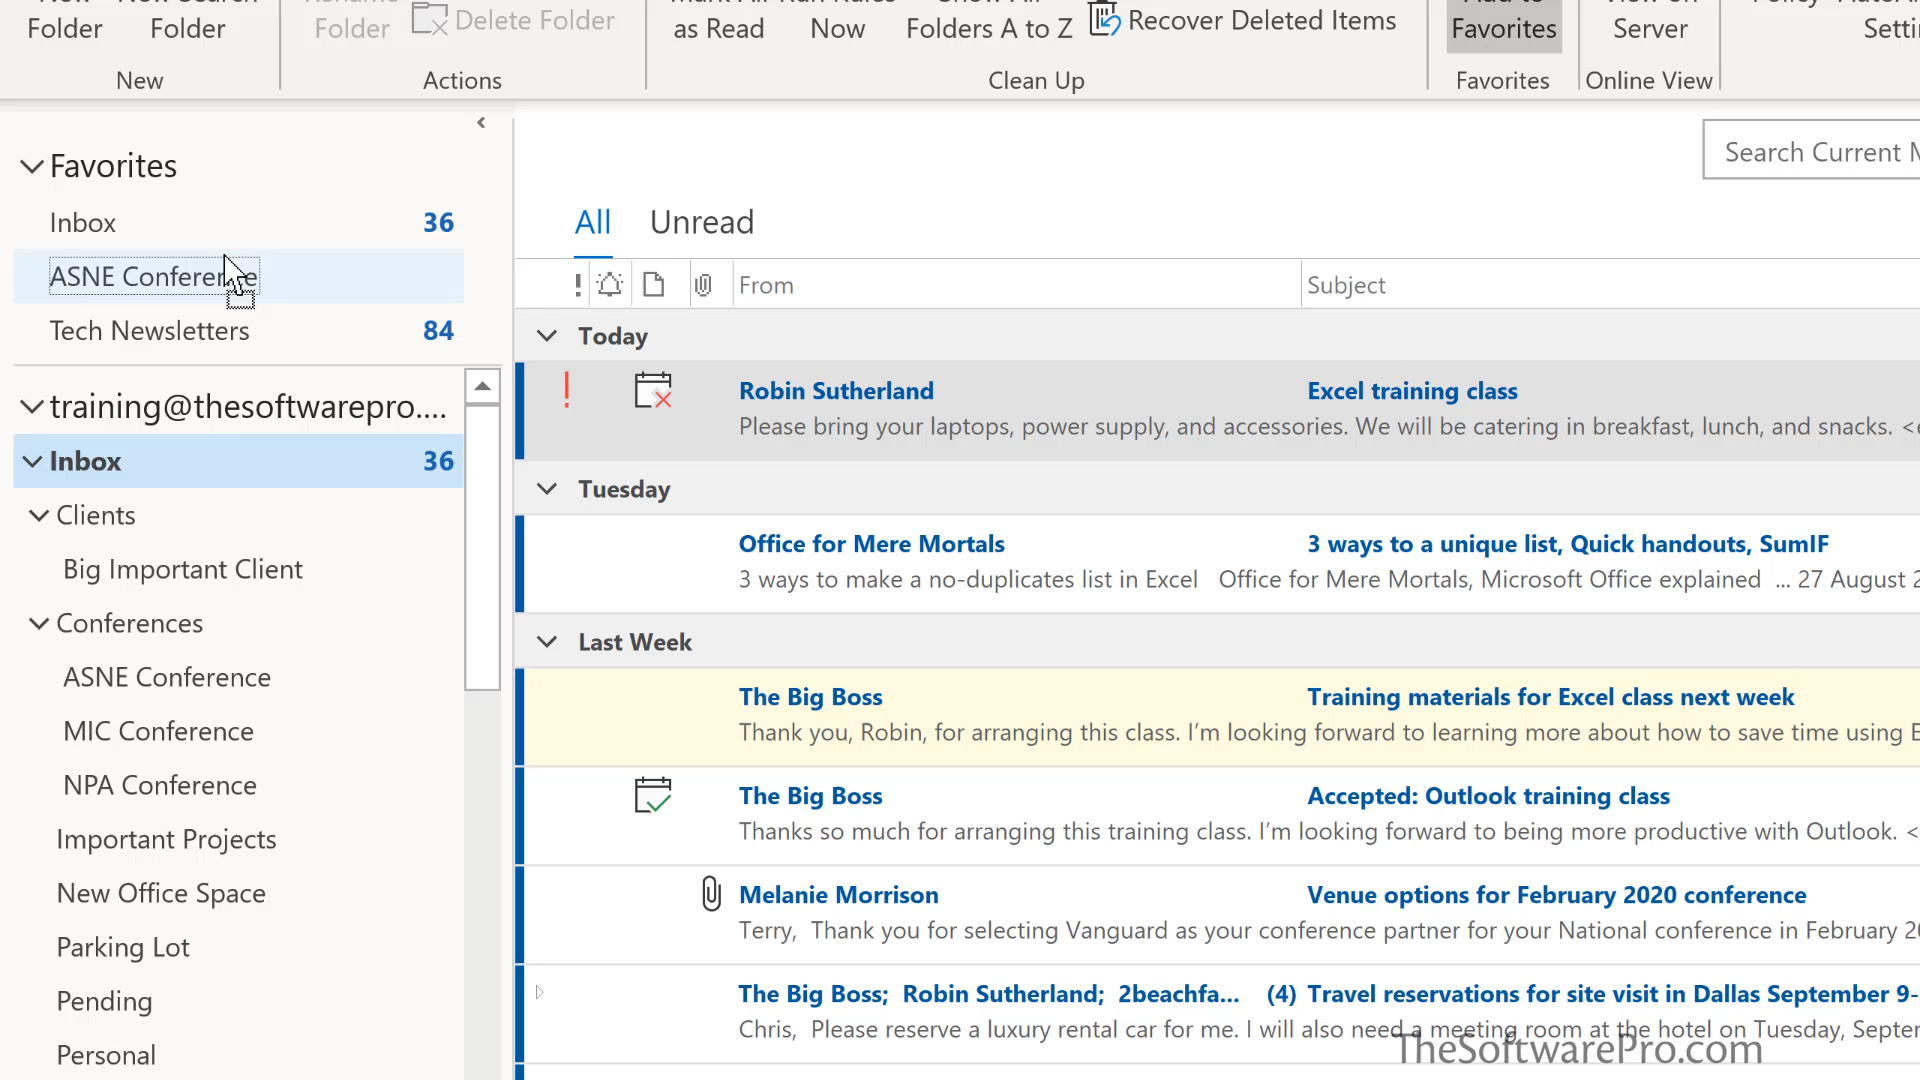 Folder
Folder
New
Folder
Delete Folder
Actions
as Read
Now
Folders A to Z
Recover Deleted Items
Clean Up
Favorites
Favorites
Server
Online View
Favorites
Inbox 36
ASNE Conference
Tech Newsletters 84
training@thesoftwarepro....
Inbox 36
Clients
Big Important Client
Conferences
ASNE Conference
MIC Conference
NPA Conference
Important Projects
New Office Space
Parking Lot
Pending
Personal
Search Current
All Unread
! From Subject
Today
Robin Sutherland Excel training class
Please bring your laptops, power supply, and accessories. We will be catering in breakfast, lunch, and snacks. <
Tuesday
Office for Mere Mortals 3 ways to a unique list, Quick handouts, SumIF
3 ways to make a no-duplicates list in Excel Office for Mere Mortals, Microsoft Office explained ... 27 August
Last Week
The Big Boss Training materials for Excel class next week
Thank you, Robin, for arranging this class. I'm looking forward to learning more about how to save time using
The Big Boss Accepted: Outlook training class
Thanks so much for arranging this training class. I'm looking forward to being more productive with Outlook. <
Melanie Morrison Venue options for February 2020 conference
Terry, Thank you for selecting Vanguard as your conference partner for your National conference in February
The Big Boss; Robin Sutherland; 2beachfa... (4) Travel reservations for site visit in Dallas September 9-
Chris, Please reserve a luxury rental car for me. I will also need a meeting room at the hotel on Tuesday,
TheSoftwarePro.com